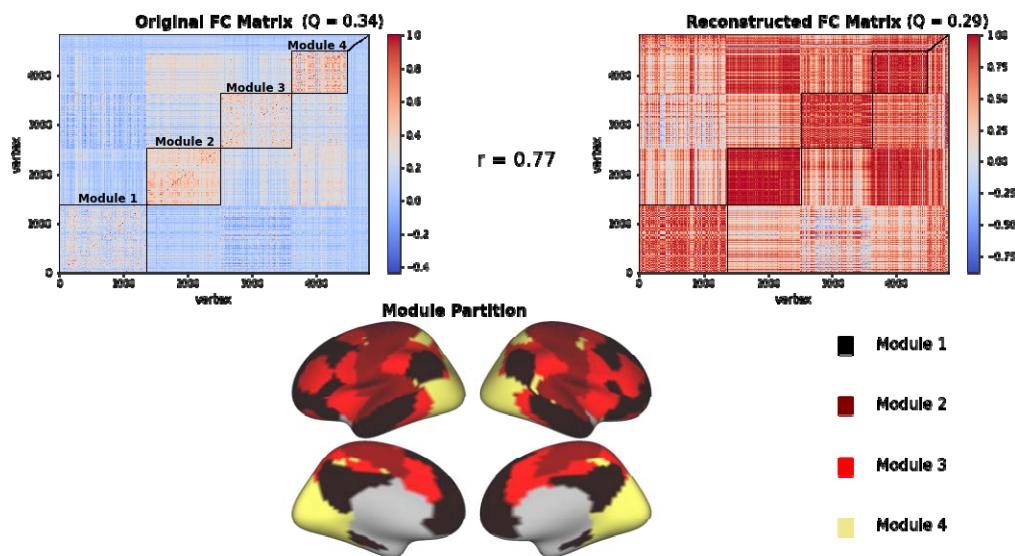 Original FC Matrix (Q = 0.34)
Reconstructed FC Matrix (Q = 0.29)
Module 4
Module 3
Module 2
Module 1
4000
3000
2000
1000
0
vertex
0 1000 2000 3000 4000
vertex
1.0
0.8
0.6
0.4
0.2
0.0
−0.2
−0.4
r = 0.77
4000
3000
2000
1000
0
vertex
0 1000 2000 3000 4000
vertex
1.00
0.75
0.50
0.25
0.00
−0.25
−0.50
−0.75
Module Partition
Module 1
Module 2
Module 3
Module 4